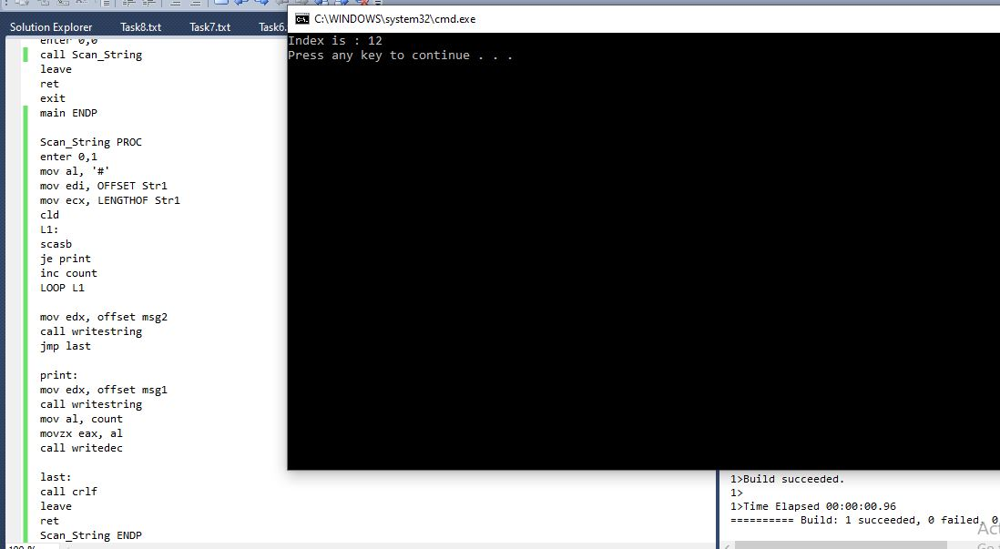 C:\WINDOWS\system32\cmd.exe
Solution Explorer Task8.txt Task7.txt Task6.
Index is : 12
Press any key to continue . . .
enter 0,0
call Scan_String
leave
ret
exit
main ENDP
Scan_String PROC
enter 0,1
mov al, '#'
mov edi, OFFSET Str1
mov ecx, LENGTHOF Str1
cld
L1:
scasb
je print
inc count
LOOP L1
mov edx, offset msg2
call writestring
jmp last
print:
mov edx, offset msg1
call writestring
mov al, count
movzx eax, al
call writedec
last:
call crlf
leave
ret
Scan_String ENDP
1>Build succeeded.
1>
1>Time Elapsed 00:00:00.96
========== Build: 1 succeeded, 0 failed, 0